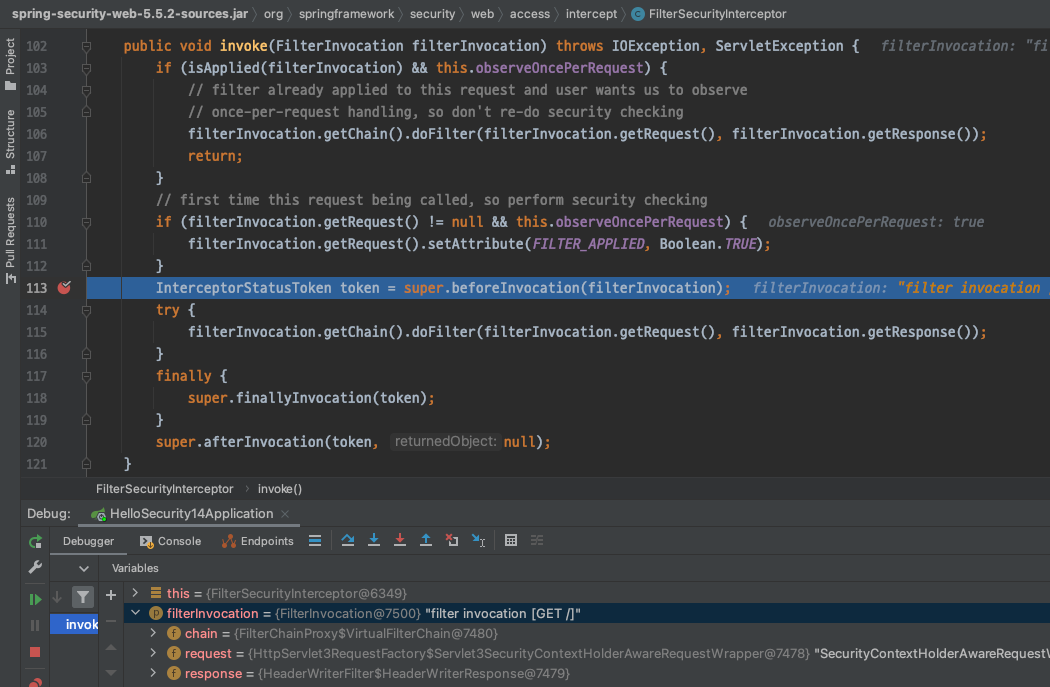 spring-security-web-5.5.2-sources.jar › org › springframework › security › web › access › intercept › FilterSecurityInterceptor
Project
Structure
Pull Requests
102 public void invoke(FilterInvocation filterInvocation) throws IOException, ServletException { filterInvocation: "fi
103 if (isApplied(filterInvocation) && this.observeOncePerRequest) {
104 // filter already applied to this request and user wants us to observe
105 // once-per-request handling, so don't re-do security checking
106 filterInvocation.getChain().doFilter(filterInvocation.getRequest(), filterInvocation.getResponse());
107 return;
108 }
109 // first time this request being called, so perform security checking
110 if (filterInvocation.getRequest() != null && this.observeOncePerRequest) { observeOncePerRequest: true
111 filterInvocation.getRequest().setAttribute(FILTER_APPLIED, Boolean.TRUE);
112 }
113 InterceptorStatusToken token = super.beforeInvocation(filterInvocation); filterInvocation: "filter invocation
114 try {
115 filterInvocation.getChain().doFilter(filterInvocation.getRequest(), filterInvocation.getResponse());
116 }
117 finally {
118 super.finallyInvocation(token);
119 }
120 super.afterInvocation(token, returnedObject: null);
121 }
FilterSecurityInterceptor › invoke()
Debug: HelloSecurity14Application ×
Debugger Console Endpoints
Variables
this = {FilterSecurityInterceptor@6349}
filterInvocation = {FilterInvocation@7500} "filter invocation [GET /]"
invok
chain = {FilterChainProxy$VirtualFilterChain@7480}
request = {HttpServlet3RequestFactory$Servlet3SecurityContextHolderAwareRequestWrapper@7478} "SecurityContextHolderAwareRequestW
response = {HeaderWriterFilter$HeaderWriterResponse@7479}